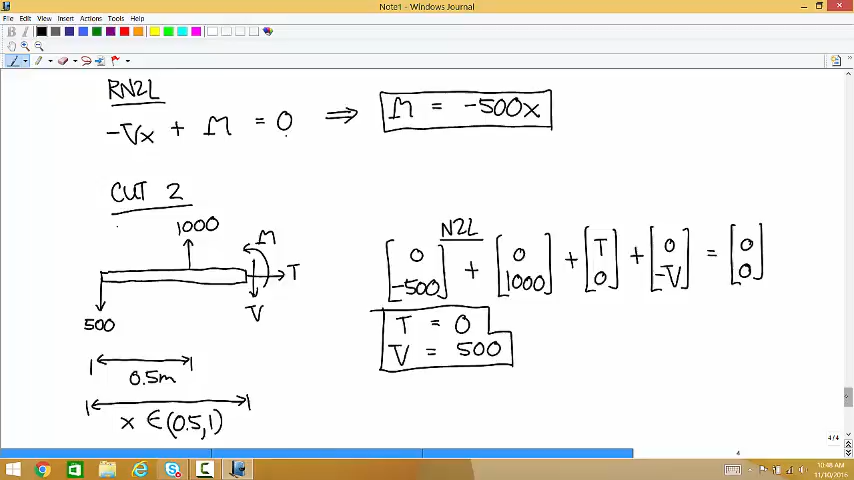 Note1 - Windows Journal
File Edit View Insert Actions Tools Help
RN2L
-Vx + M = 0 ⇒ M = -500x
CUT 2
1000
M
T
V
500
0.5m
x ∈ (0.5, 1)
N2L
[0 -500] + [0 1000] + [T 0] + [0 -V] = [0 0]
T = 0
V = 500
4
4/4
10:48 AM
11/10/2016